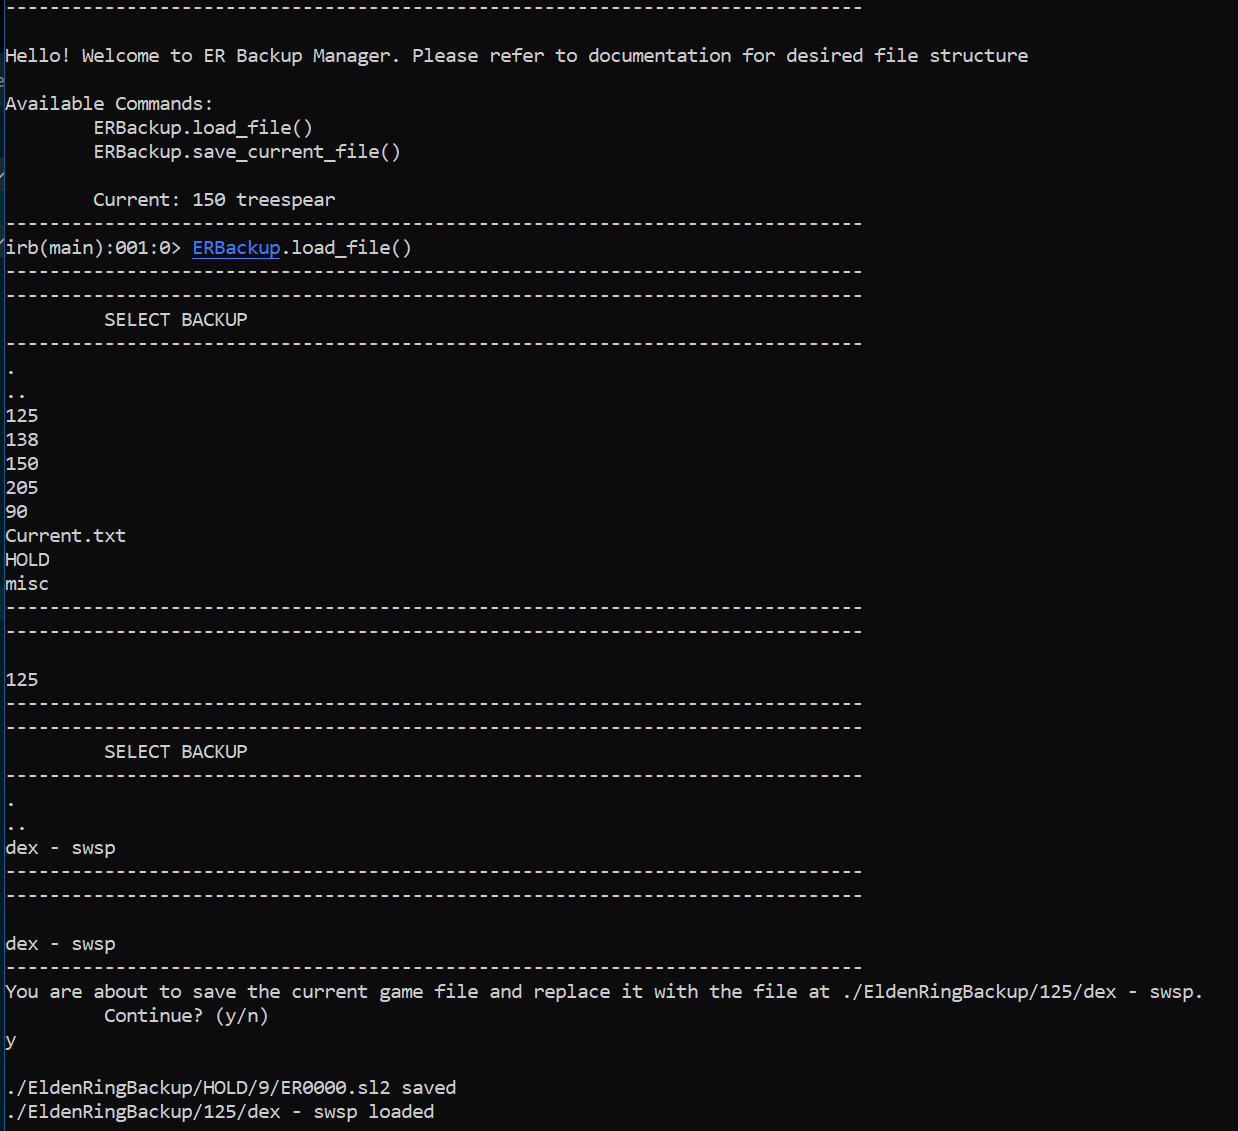 ------------------------------------------------------------------------------
Hello! Welcome to ER Backup Manager. Please refer to documentation for desired file structure
Available Commands:
ERBackup.load_file()
ERBackup.save_current_file()
Current: 150 treespear
------------------------------------------------------------------------------
irb(main):001:0> ERBackup.load_file()
------------------------------------------------------------------------------
------------------------------------------------------------------------------
SELECT BACKUP
------------------------------------------------------------------------------
.
..
125
138
150
205
90
Current.txt
HOLD
misc
------------------------------------------------------------------------------
------------------------------------------------------------------------------
125
------------------------------------------------------------------------------
------------------------------------------------------------------------------
SELECT BACKUP
------------------------------------------------------------------------------
.
..
dex - swsp
------------------------------------------------------------------------------
------------------------------------------------------------------------------
dex - swsp
------------------------------------------------------------------------------
You are about to save the current game file and replace it with the file at ./EldenRingBackup/125/dex - swsp.
Continue? (y/n)
y
./EldenRingBackup/HOLD/9/ER0000.sl2 saved
./EldenRingBackup/125/dex - swsp loaded